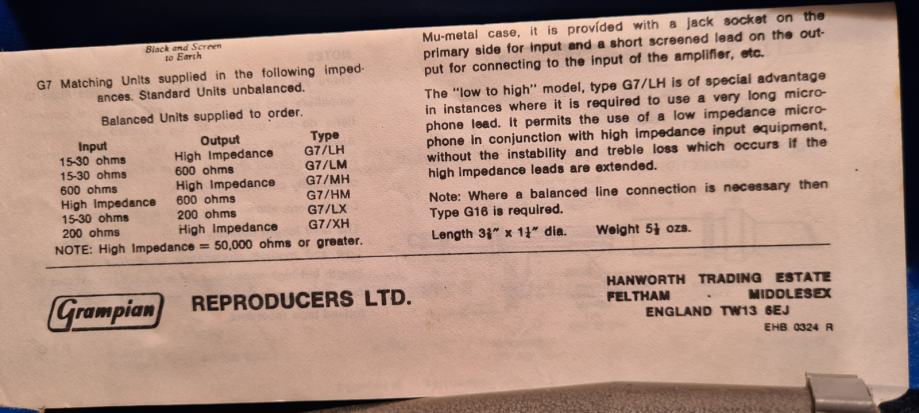 Black and Screen
to Earth
G7 Matching Units supplied in the following imped-
ances. Standard Units unbalanced.
Balanced Units supplied to order.
Input Output Type
15-30 ohms High Impedance G7/LH
15-30 ohms 600 ohms G7/LM
600 ohms High Impedance G7/MH
High Impedance 600 ohms G7/HM
15-30 ohms 200 ohms G7/LX
200 ohms High Impedance G7/XH
NOTE: High Impedance = 50,000 ohms or greater.
Mu-metal case, it is provided with a jack socket on the
primary side for input and a short screened lead on the out-
put for connecting to the input of the amplifier, etc.
The "low to high" model, type G7/LH is of special advantage
in instances where it is required to use a very long micro-
phone lead. It permits the use of a low impedance micro-
phone in conjunction with high impedance input equipment,
without the instability and treble loss which occurs if the
high impedance leads are extended.
Note: Where a balanced line connection is necessary then
Type G16 is required.
Length 3⅜" x 1¼" dia. Weight 5½ ozs.
Grampian REPRODUCERS LTD.
HANWORTH TRADING ESTATE
FELTHAM · MIDDLESEX
ENGLAND TW13 6EJ
EHB 0324 R